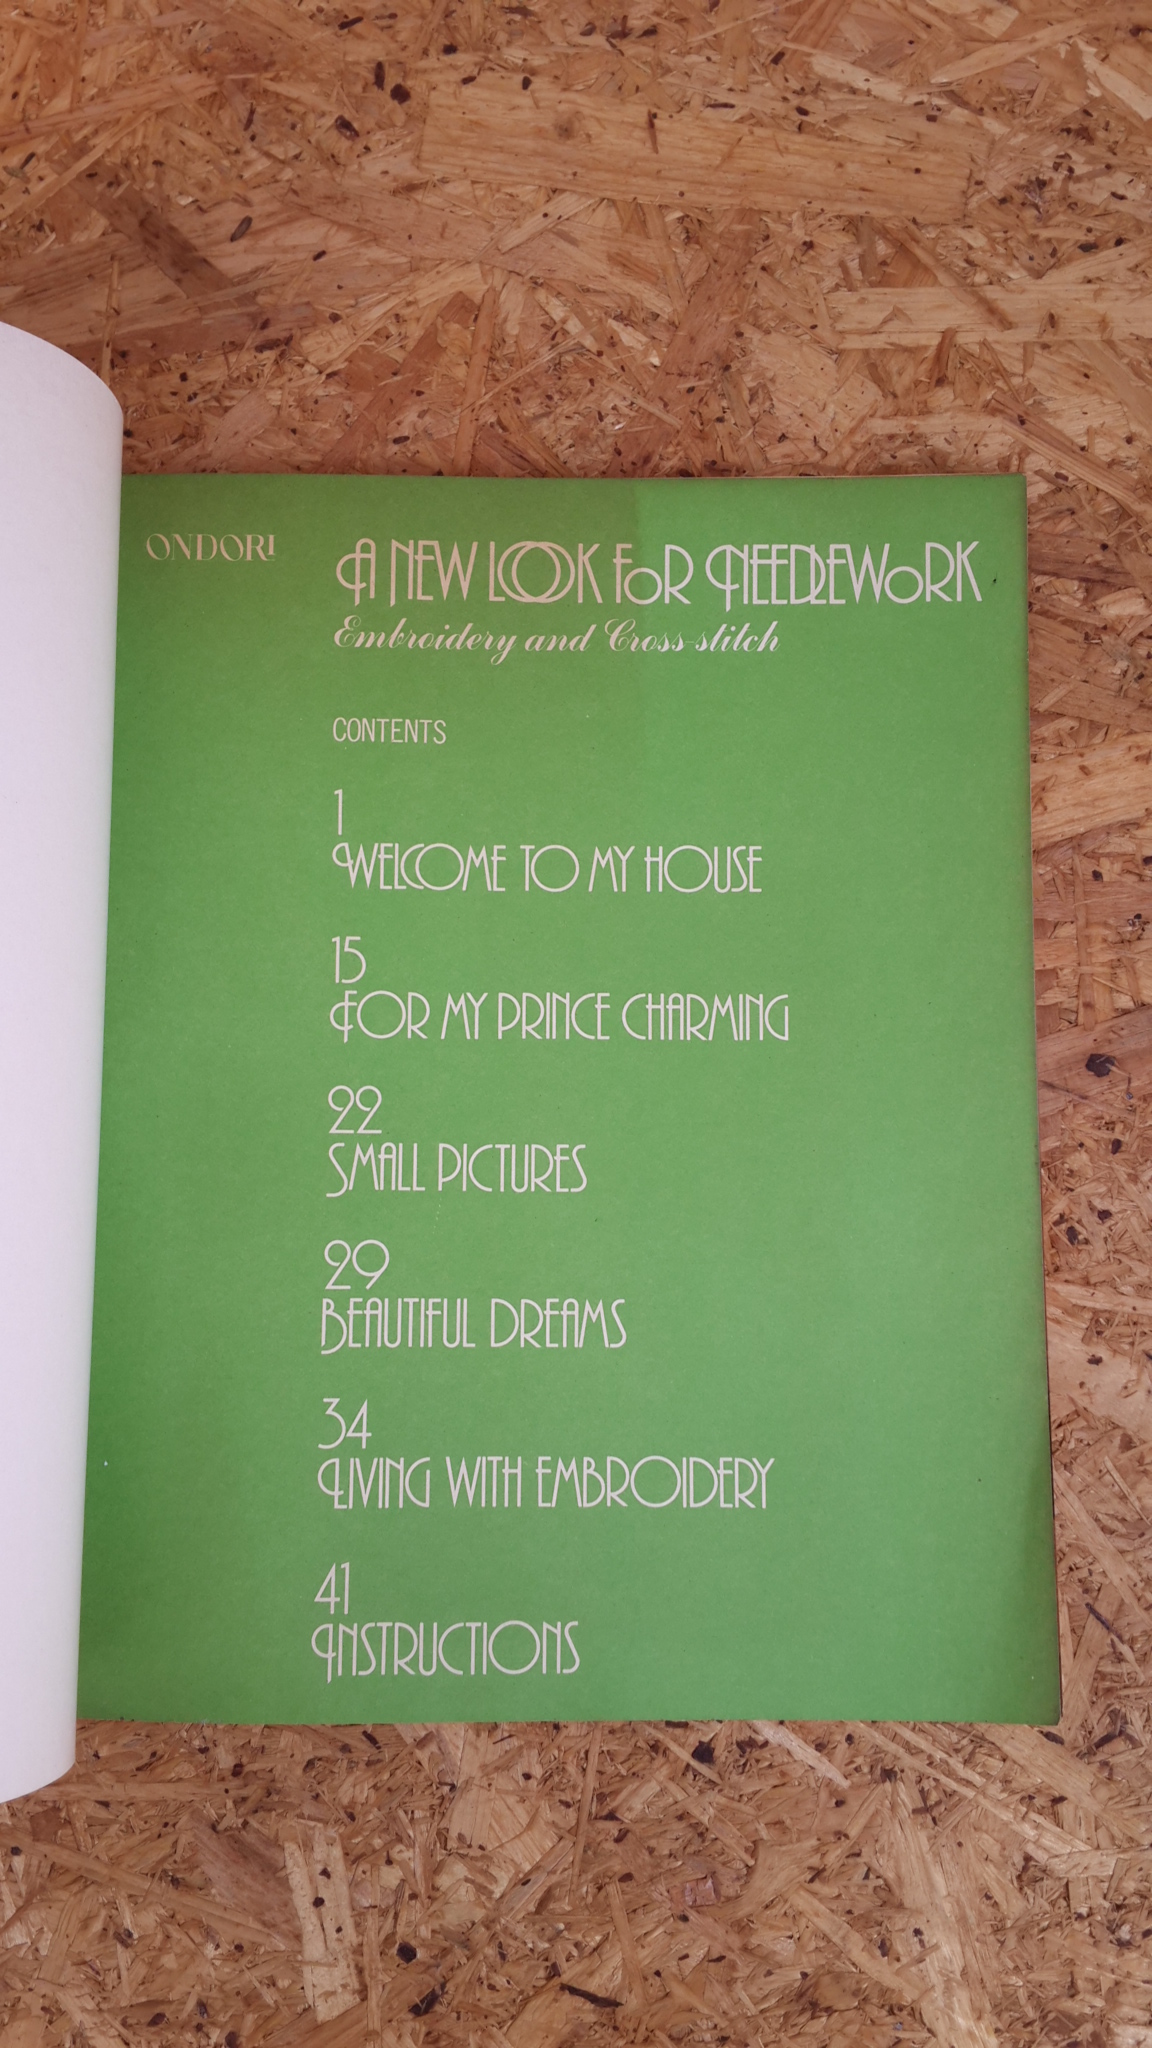 ONDORI
A NEW LOOK FOR NEEDLEWORK
Embroidery and Cross-stitch
CONTENTS
1
WELCOME TO MY HOUSE
15
FOR MY PRINCE CHARMING
22
SMALL PICTURES
29
BEAUTIFUL DREAMS
34
LIVING WITH EMBROIDERY
41
INSTRUCTIONS